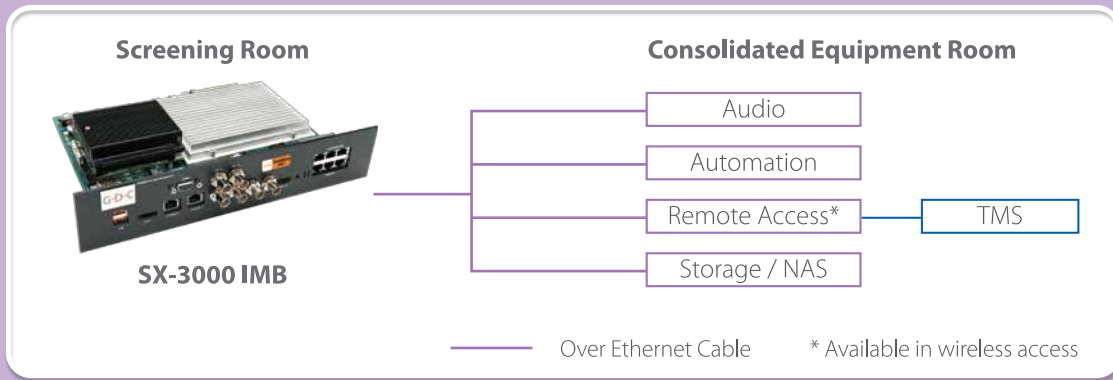 Screening Room
Consolidated Equipment Room
Audio
Automation
Remote Access*
TMS
Storage / NAS
G·D·C
SX-3000 IMB
Over Ethernet Cable
* Available in wireless access